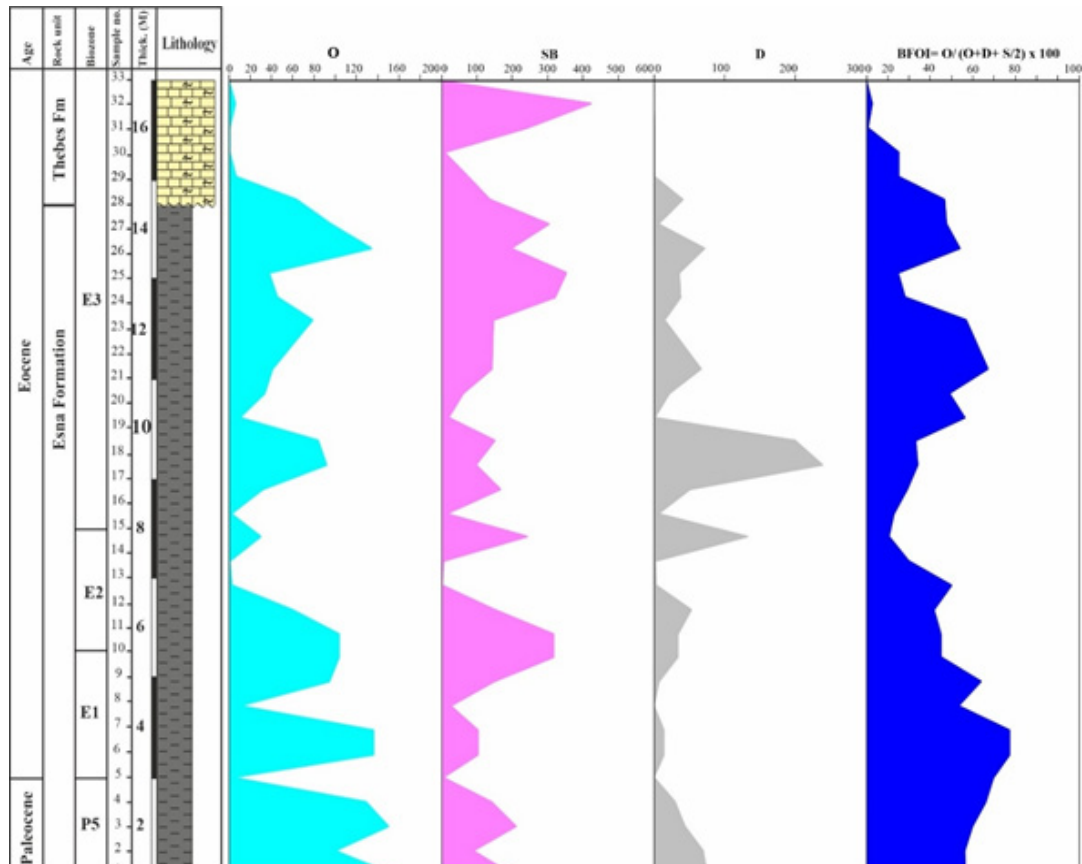 Age
Rock unit
Biozone
Sample no.
Thick. (M)
Lithology
O
SB
D
BFOI= O/ (O+D+ S/2) x 100
0 20 40 60 80 120 160 200
0 100 200 300 400 500 600
0 100 200 300
0 20 40 60 80 100
Eocene
Paleocene
Thebes Fm
Esna Formation
E3
E2
E1
P5
33
32
31
30
29
28
27
26
25
24
23
22
21
20
19
18
17
16
15
14
13
12
11
10
9
8
7
6
5
4
3
2
16
14
12
10
8
6
4
2